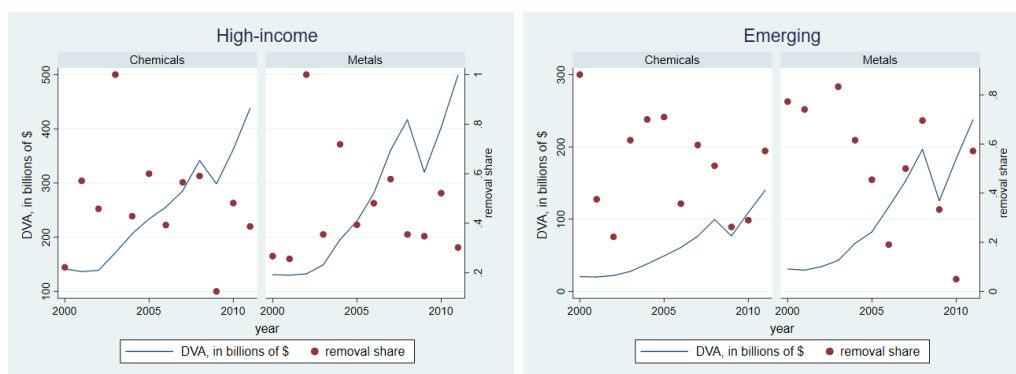 High-income
Chemicals
Metals
DVA, in billions of $
500
400
300
200
100
1
.8
.6
.4
.2
removal share
2000
2005
2010
2000
2005
2010
year
DVA, in billions of $
removal share
Emerging
Chemicals
Metals
DVA, in billions of $
300
200
100
0
.8
.6
.4
.2
0
removal share
2000
2005
2010
2000
2005
2010
year
DVA, in billions of $
removal share